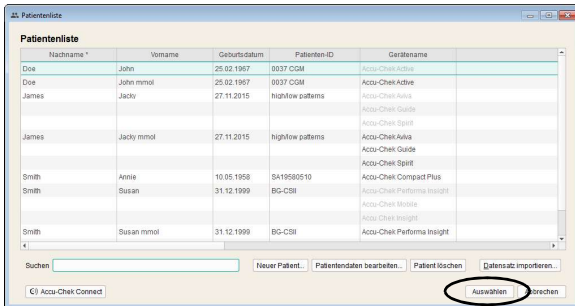 Patientenliste
Patientenliste
Nachname * Vorname Geburtsdatum Patienten-ID Gerätename
Doe John 25.02.1967 0037 CGM Accu-Chek Active
Doe John mmol 25.02.1967 0037 CGM Accu-Chek Active
James Jacky 27.11.2015 high/low patterns Accu-Chek Aviva
Accu-Chek Guide
Accu-Chek Spirit
James Jacky mmol 27.11.2015 high/low patterns Accu-Chek Aviva
Accu-Chek Guide
Accu-Chek Spirit
Smith Annie 10.05.1958 SA19580510 Accu-Chek Compact Plus
Smith Susan 31.12.1999 BG-CSII Accu-Chek Performa Insight
Accu-Chek Mobile
Accu-Chek Insight
Smith Susan mmol 31.12.1999 BG-CSII Accu-Chek Performa Insight
Suchen Neuer Patient... Patientendaten bearbeiten... Patient löschen Datensatz importieren...
Accu-Chek Connect Auswählen Abbrechen